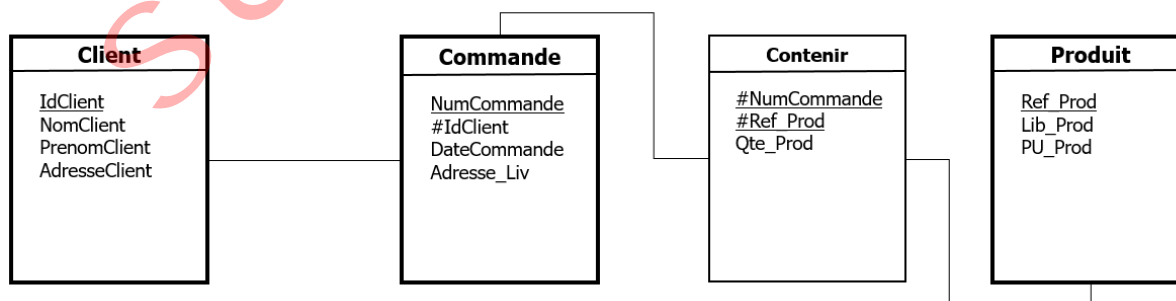 Client
IdClient
NomClient
PrenomClient
AdresseClient
Commande
NumCommande
#IdClient
DateCommande
Adresse_Liv
Contenir
#NumCommande
#Ref_Prod
Qte_Prod
Produit
Ref_Prod
Lib_Prod
PU_Prod